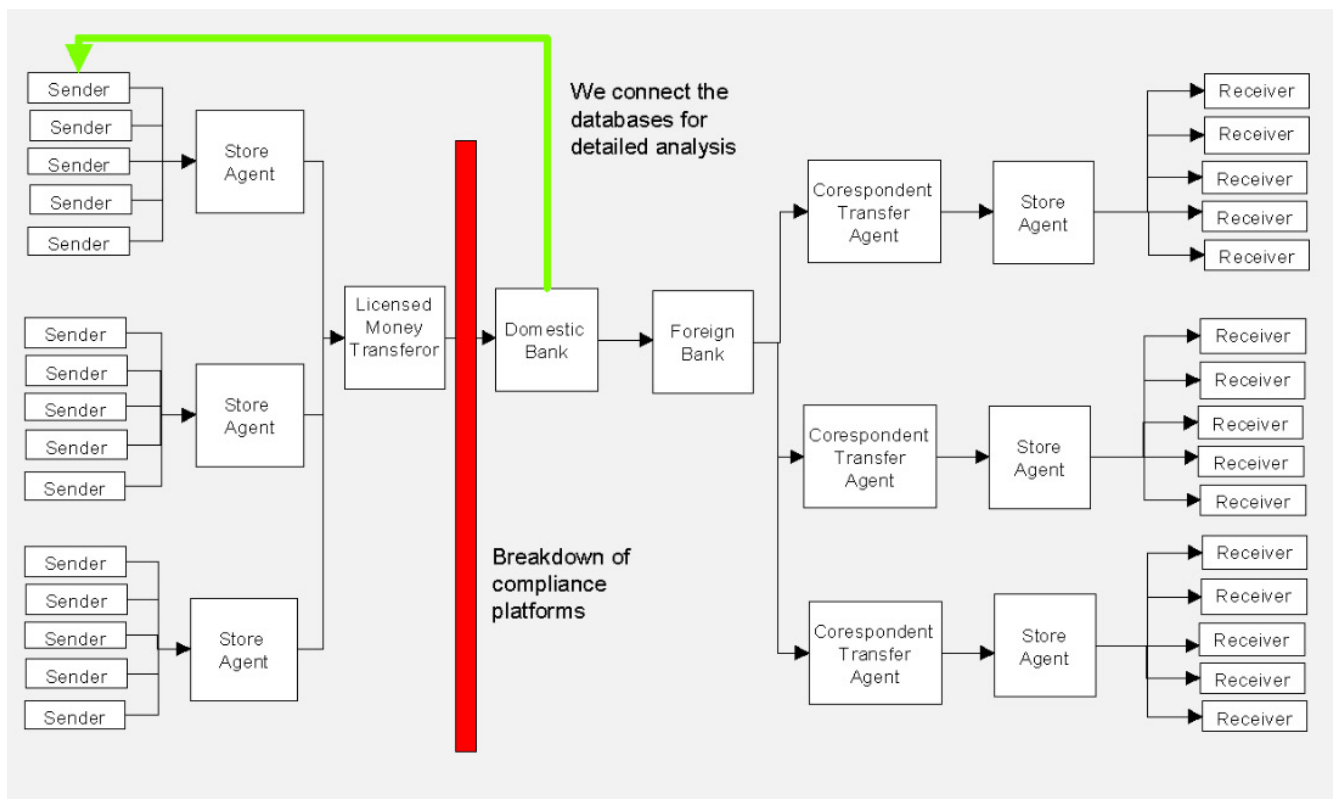 Sender
Sender
Sender
Sender
Sender
Store
Agent
Sender
Sender
Sender
Sender
Sender
Store
Agent
Sender
Sender
Sender
Sender
Sender
Store
Agent
Licensed
Money
Transferor
Breakdown of
compliance
platforms
We connect the
databases for
detailed analysis
Domestic
Bank
Foreign
Bank
Corespondent
Transfer
Agent
Store
Agent
Receiver
Receiver
Receiver
Receiver
Receiver
Corespondent
Transfer
Agent
Store
Agent
Receiver
Receiver
Receiver
Receiver
Receiver
Corespondent
Transfer
Agent
Store
Agent
Receiver
Receiver
Receiver
Receiver
Receiver